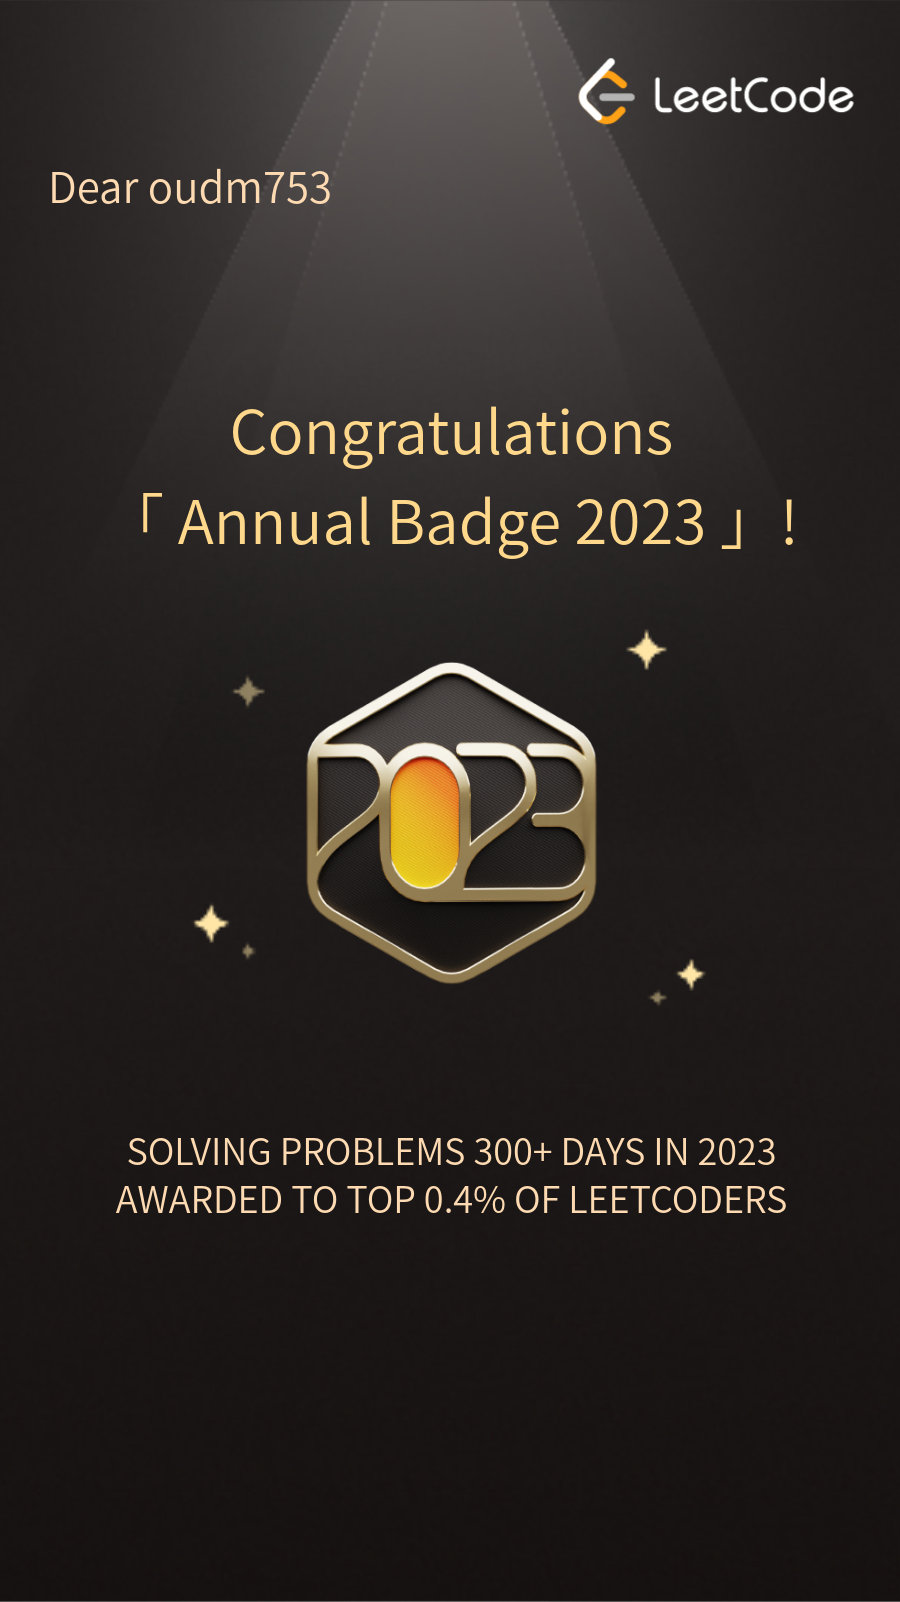 LeetCode
Dear oudm753
Congratulations
「 Annual Badge 2023 」 !
2023
SOLVING PROBLEMS 300+ DAYS IN 2023
AWARDED TO TOP 0.4% OF LEETCODERS